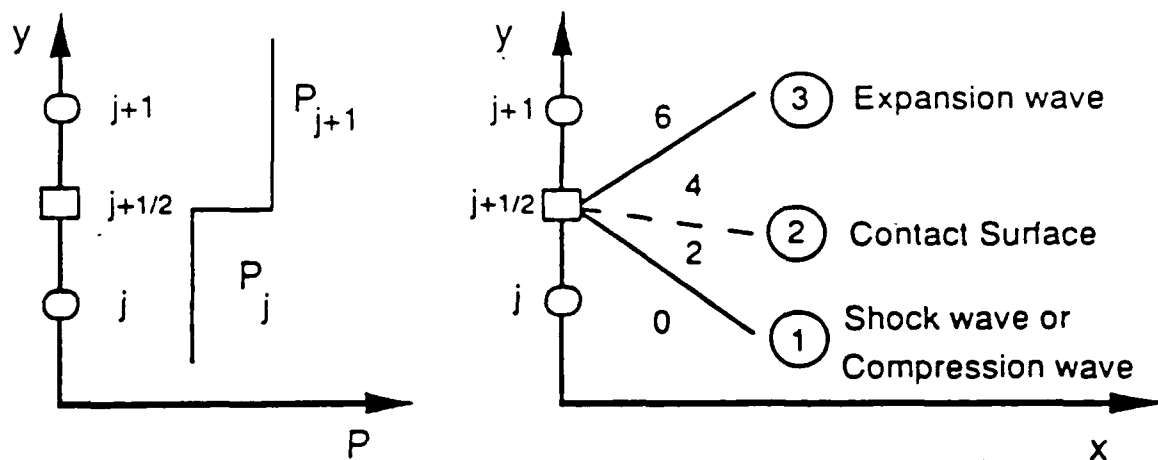 y
j+1
P j+1
j+1/2
P j
j
P
y
j+1
6
3 Expansion wave
4
j+1/2
2 Contact Surface
2
j
0
1 Shock wave or
Compression wave
x